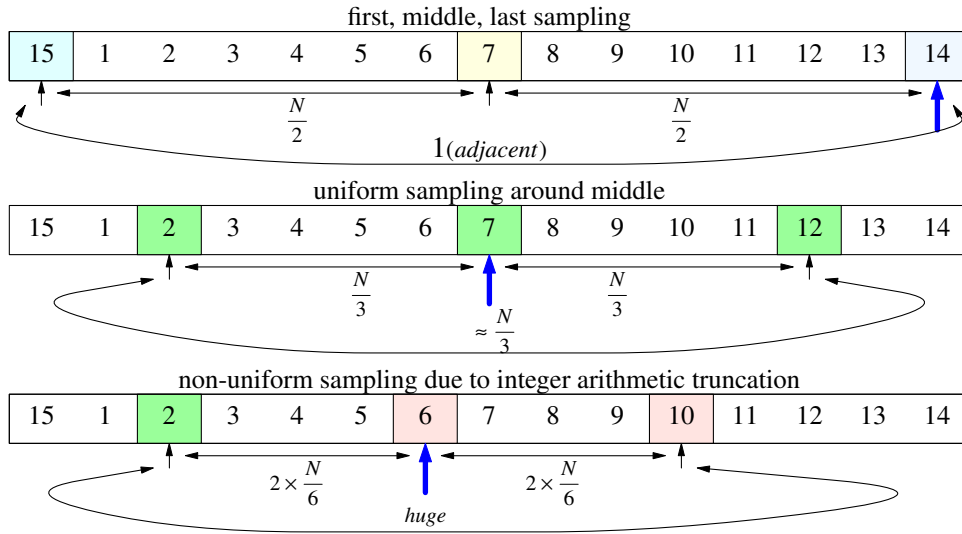 first, middle, last sampling
15 1 2 3 4 5 6 7 8 9 10 11 12 13 14
N/2 N/2
1(adjacent)
uniform sampling around middle
15 1 2 3 4 5 6 7 8 9 10 11 12 13 14
N/3 N/3
≈ N/3
non-uniform sampling due to integer arithmetic truncation
15 1 2 3 4 5 6 7 8 9 10 11 12 13 14
2 × N/6 2 × N/6
huge